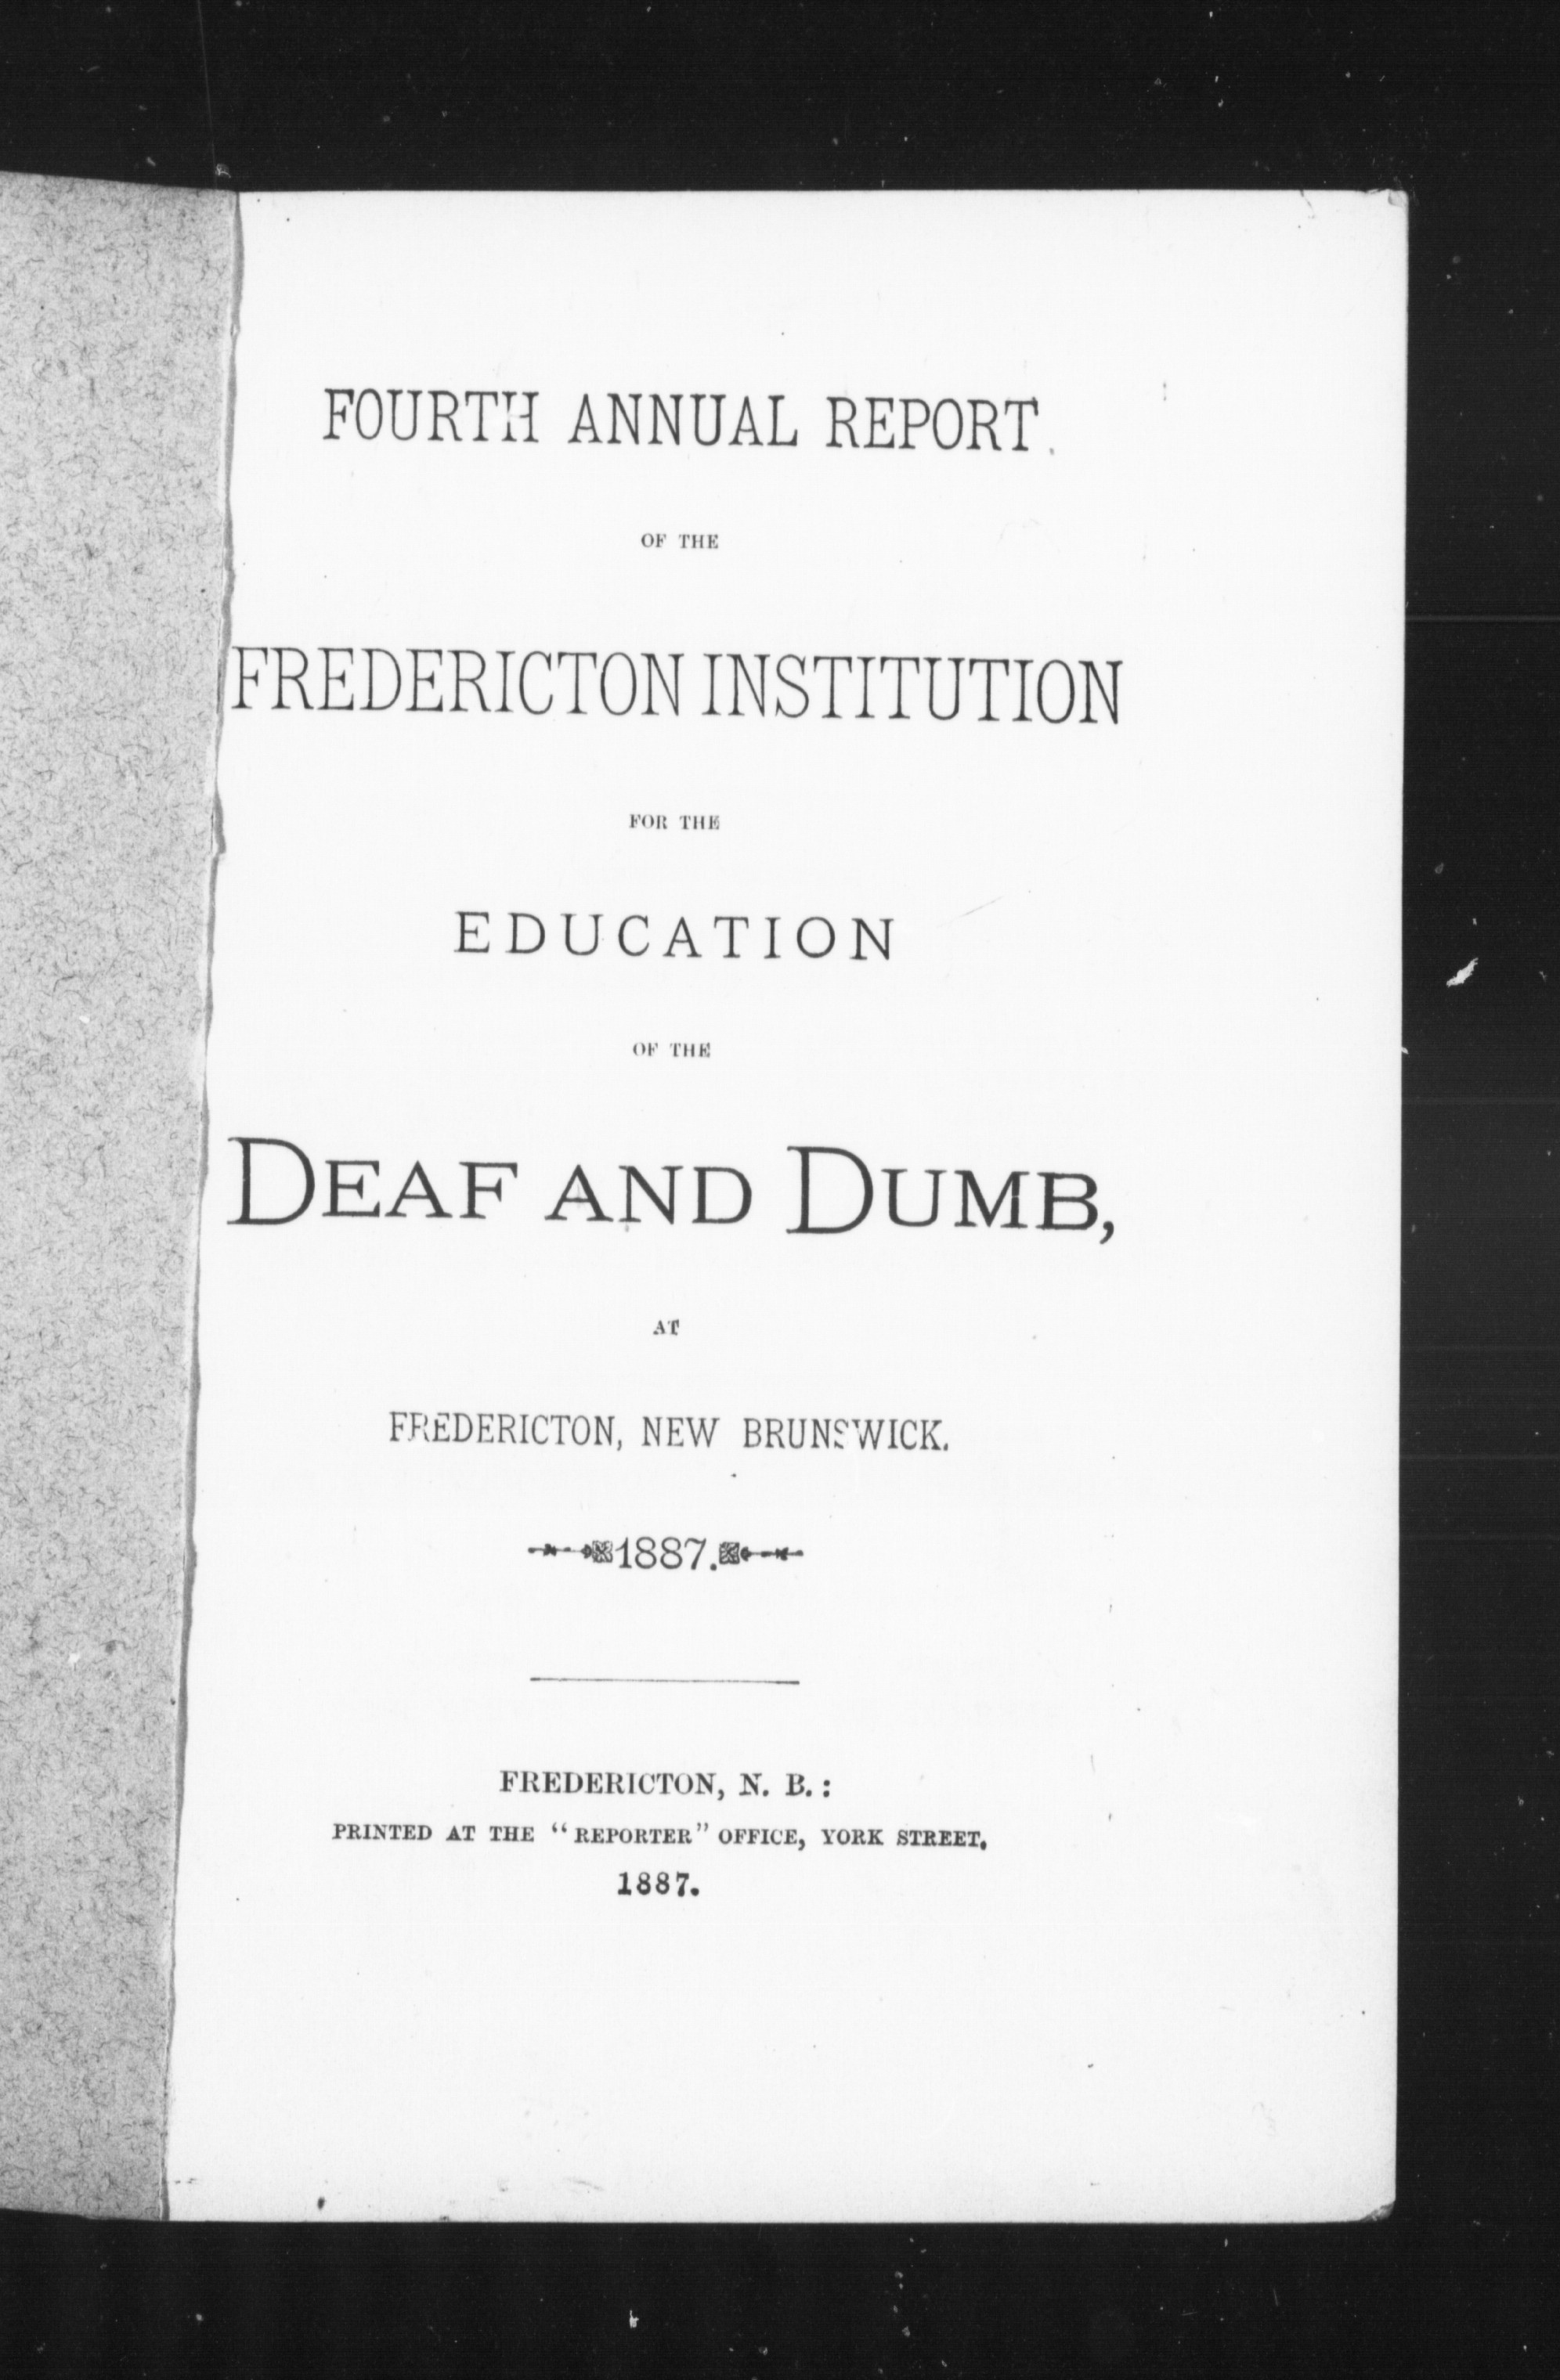 FOURTH ANNUAL REPORT.
OF THE
FREDERICTON INSTITUTION
FOR THE
EDUCATION
OF THE
DEAF AND DUMB,
AT
FREDERICTON, NEW BRUNSWICK.
1887.
FREDERICTON, N. B.:
PRINTED AT THE “REPORTER” OFFICE, YORK STREET.
1887.